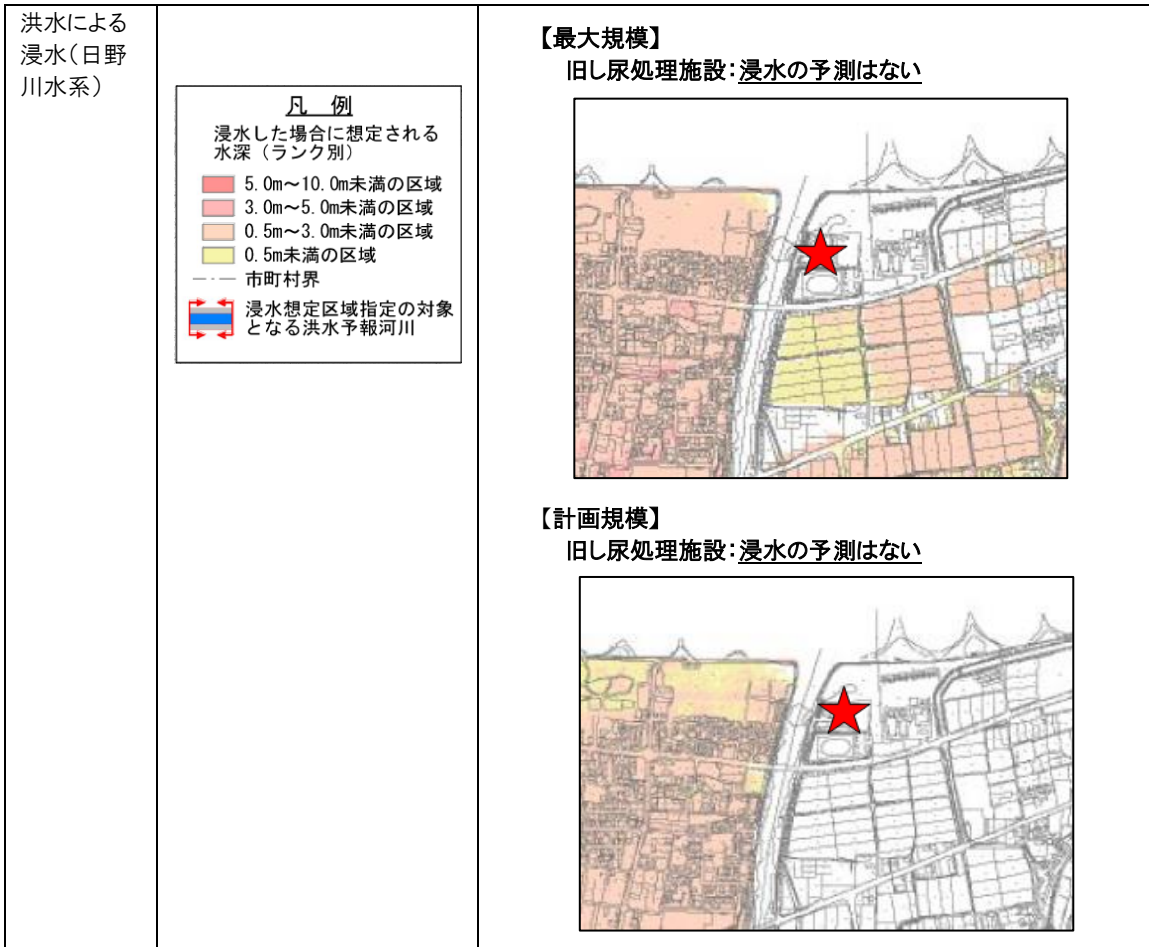 洪水による
浸水（日野
川水系）
凡　例
浸水した場合に想定される
水深（ランク別）
5.0m～10.0m未満の区域
3.0m～5.0m未満の区域
0.5m～3.0m未満の区域
0.5m未満の区域
市町村界
浸水想定区域指定の対象
となる洪水予報河川
【最大規模】
旧し尿処理施設：浸水の予測はない
【計画規模】
旧し尿処理施設：浸水の予測はない